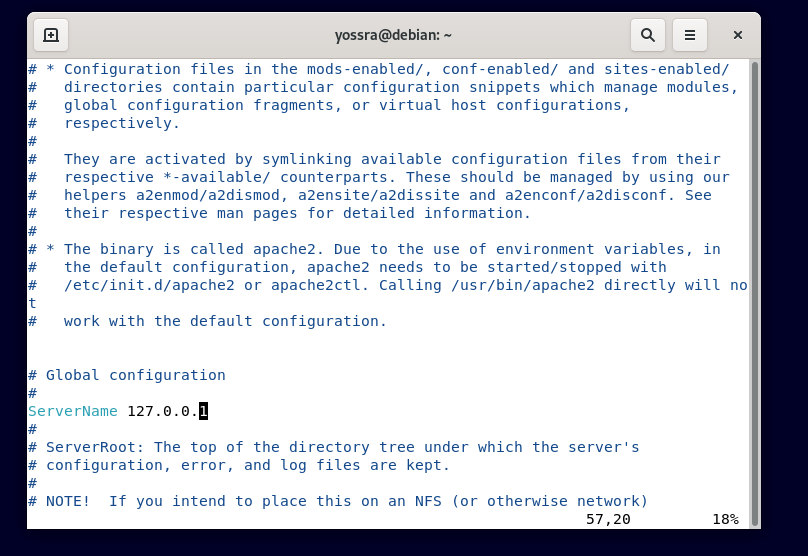 yossra@debian: ~
# * Configuration files in the mods-enabled/, conf-enabled/ and sites-enabled/
#   directories contain particular configuration snippets which manage modules,
#   global configuration fragments, or virtual host configurations,
#   respectively.
#
#   They are activated by symlinking available configuration files from their
#   respective *-available/ counterparts. These should be managed by using our
#   helpers a2enmod/a2dismod, a2ensite/a2dissite and a2enconf/a2disconf. See
#   their respective man pages for detailed information.
#
# * The binary is called apache2. Due to the use of environment variables, in
#   the default configuration, apache2 needs to be started/stopped with
#   /etc/init.d/apache2 or apache2ctl. Calling /usr/bin/apache2 directly will no
t
#   work with the default configuration.
# Global configuration
#
ServerName 127.0.0.1
#
# ServerRoot: The top of the directory tree under which the server's
# configuration, error, and log files are kept.
#
# NOTE!  If you intend to place this on an NFS (or otherwise network)
57,20 18%